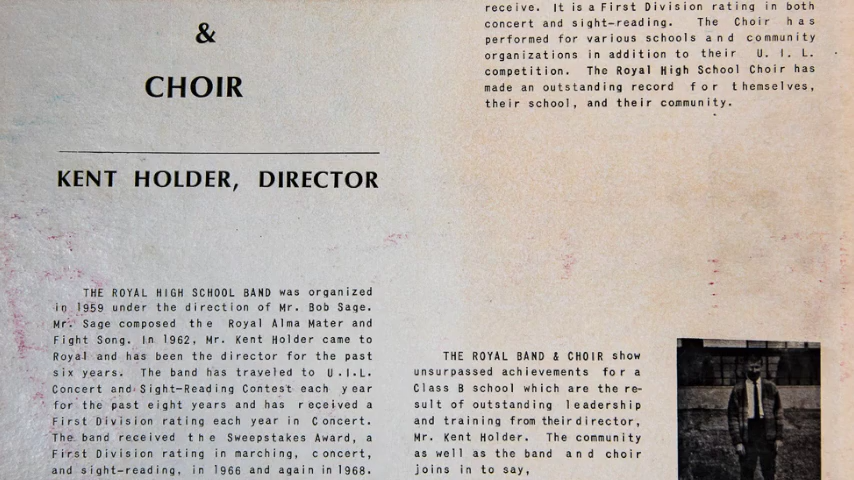 &
CHOIR
KENT HOLDER, DIRECTOR
THE ROYAL HIGH SCHOOL BAND was organized
in 1959 under the direction of Mr. Bob Sage.
Mr. Sage composed the Royal Alma Mater and
Fight Song. In 1962, Mr. Kent Holder came to
Royal and has been the director for the past
six years. The band has traveled to U.I.L.
Concert and Sight-Reading Contest each year
for the past eight years and has received a
First Division rating each year in Concert.
The band received the Sweepstakes Award, a
First Division rating in marching, concert,
and sight-reading, in 1966 and again in 1968.
receive. It is a First Division rating in both
concert and sight-reading. The Choir has
performed for various schools and community
organizations in addition to their U. I. L.
competition. The Royal High School Choir has
made an outstanding record for themselves,
their school, and their community.
THE ROYAL BAND & CHOIR show
unsurpassed achievements for a
Class B school which are the re-
sult of outstanding leadership
and training from their director,
Mr. Kent Holder. The community
as well as the band and choir
joins in to say,